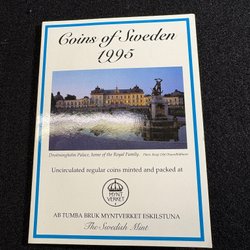 Coins of Sweden
1995
Drottningholm Palace, home of the Royal Family.
Uncirculated regular coins minted and packed at
MYNT
VERKET
AB TUMBA BRUK MYNTVERKET ESKILSTUNA
The Swedish Mint